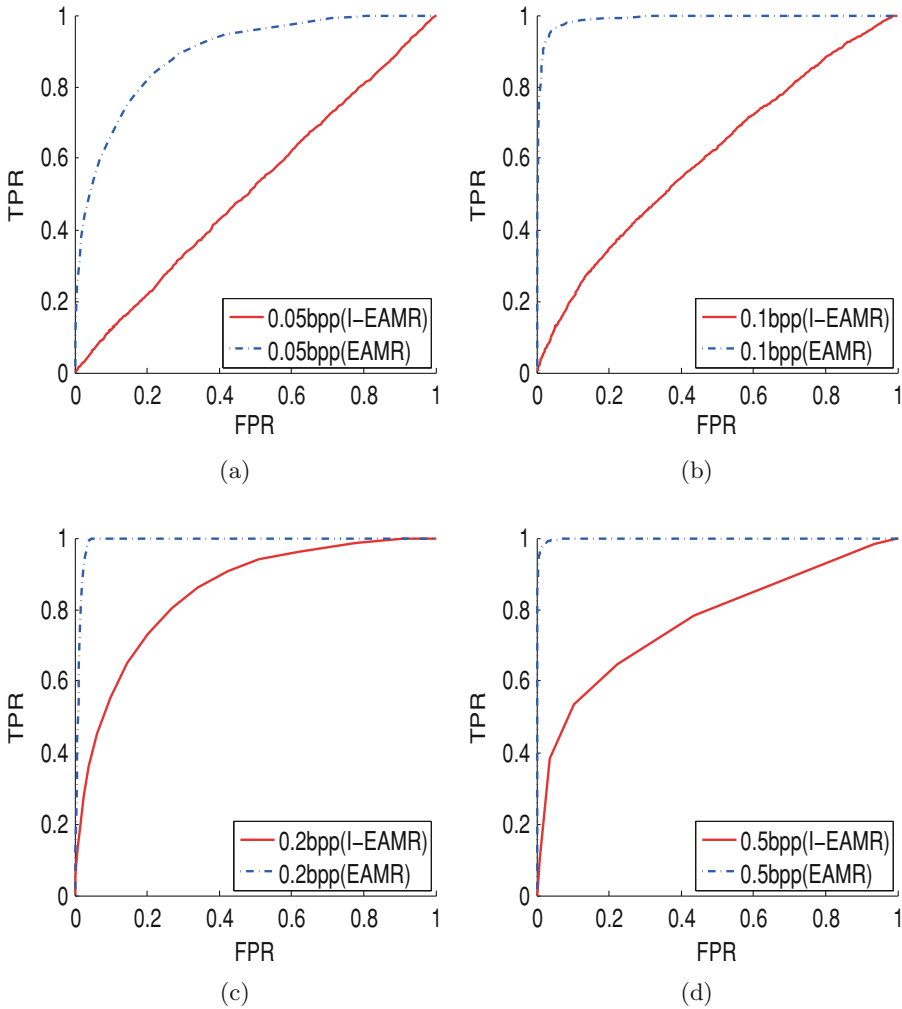 1
0.8
0.6
0.4
0.2
0
TPR
0 0.2 0.4 0.6 0.8 1
FPR
0.05bpp(I-EAMR)
0.05bpp(EAMR)
(a)
1
0.8
0.6
0.4
0.2
0
TPR
0 0.2 0.4 0.6 0.8 1
FPR
0.1bpp(I-EAMR)
0.1bpp(EAMR)
(b)
1
0.8
0.6
0.4
0.2
0
TPR
0 0.2 0.4 0.6 0.8 1
FPR
0.2bpp(I-EAMR)
0.2bpp(EAMR)
(c)
1
0.8
0.6
0.4
0.2
0
TPR
0 0.2 0.4 0.6 0.8 1
FPR
0.5bpp(I-EAMR)
0.5bpp(EAMR)
(d)